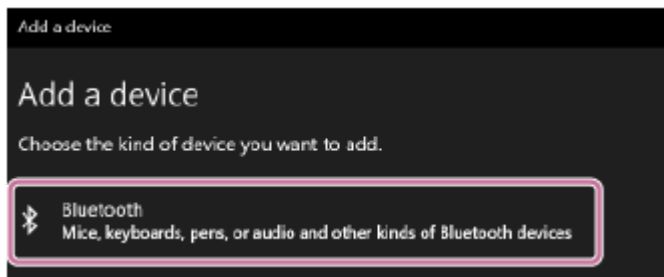 Add a device
Add a device
Choose the kind of device you want to add.
Bluetooth
Mice, keyboards, pens, or audio and other kinds of Bluetooth devices